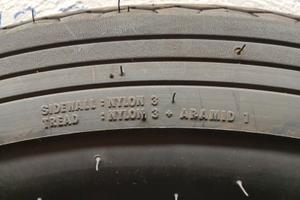 SIDEWALL : NYLON 3
TREAD : NYLON 3 + ARAMID 1